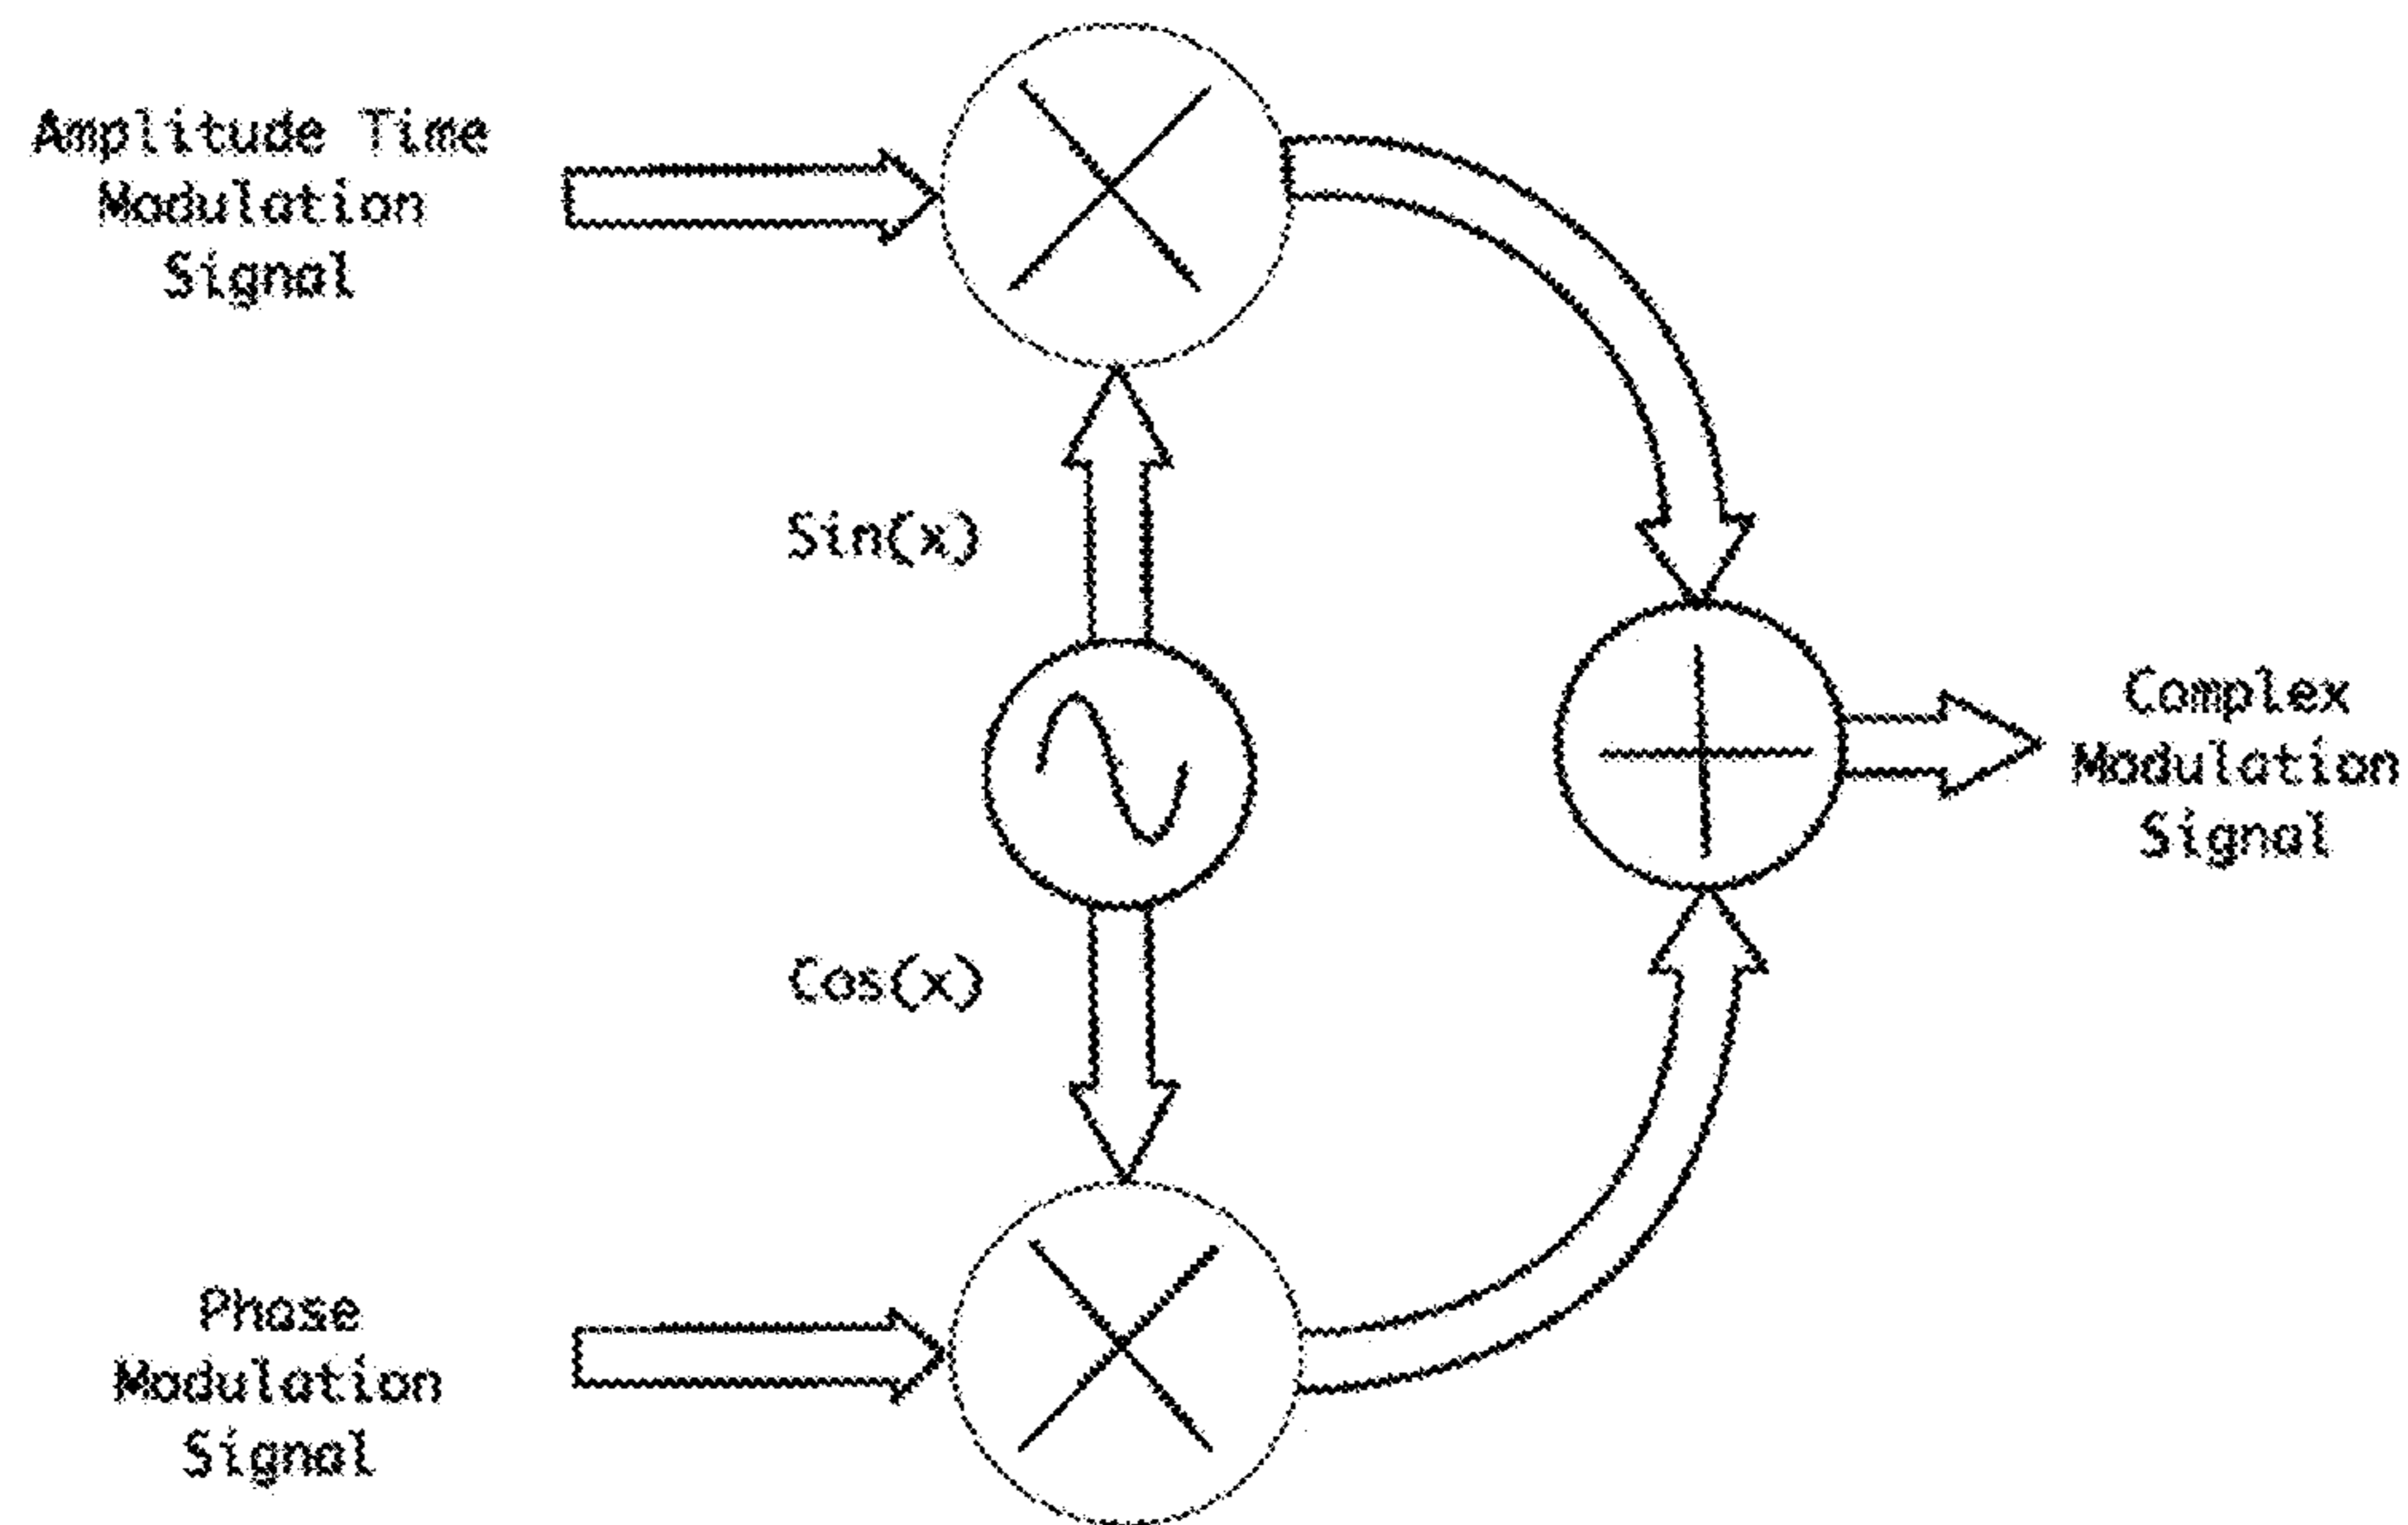 Amplitude Time
Modulation
Signal
Sin(x)
Complex
Modulation
Signal
Cos(x)
Phase
Modulation
Signal